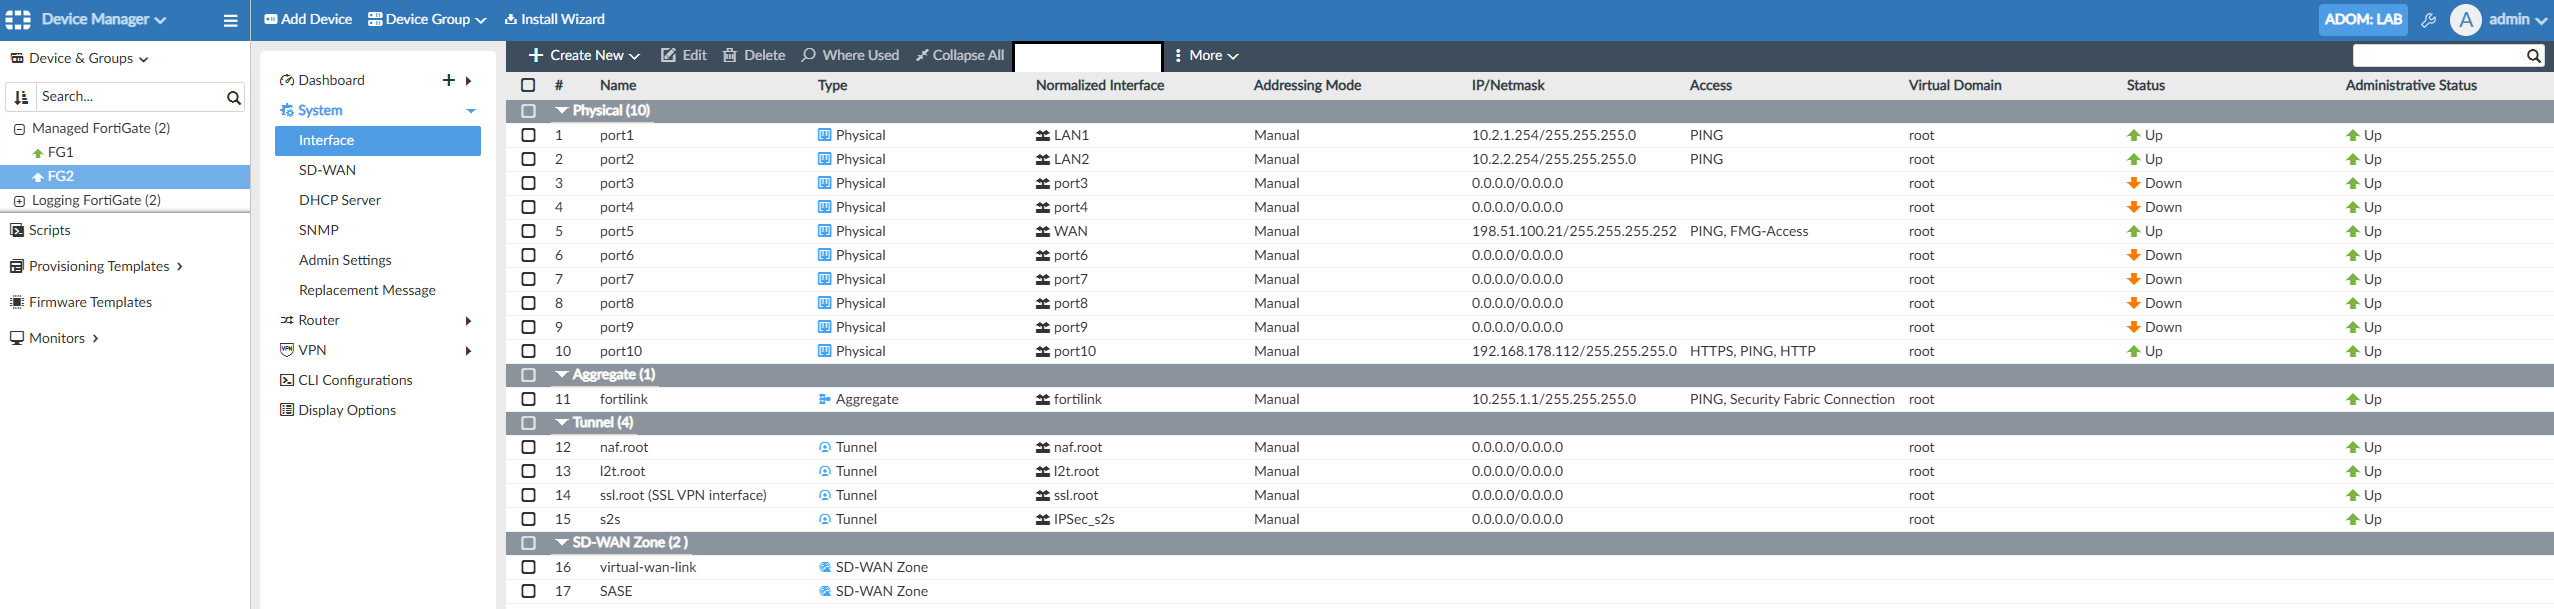 Device Manager
Add Device Device Group Install Wizard
ADOM: LAB A admin
Device & Groups
Search...
Managed FortiGate (2)
FG1
FG2
Logging FortiGate (2)
Scripts
Provisioning Templates
Firmware Templates
Monitors
Dashboard
System
Interface
SD-WAN
DHCP Server
SNMP
Admin Settings
Replacement Message
Router
VPN
CLI Configurations
Display Options
Create New Edit Delete Where Used Collapse All More
# Name Type Normalized Interface Addressing Mode IP/Netmask Access Virtual Domain Status Administrative Status
Physical (10)
1 port1 Physical LAN1 Manual 10.2.1.254/255.255.255.0 PING root Up Up
2 port2 Physical LAN2 Manual 10.2.2.254/255.255.255.0 PING root Up Up
3 port3 Physical port3 Manual 0.0.0.0/0.0.0.0 root Down Up
4 port4 Physical port4 Manual 0.0.0.0/0.0.0.0 root Down Up
5 port5 Physical WAN Manual 198.51.100.21/255.255.255.252 PING, FMG-Access root Up Up
6 port6 Physical port6 Manual 0.0.0.0/0.0.0.0 root Down Up
7 port7 Physical port7 Manual 0.0.0.0/0.0.0.0 root Down Up
8 port8 Physical port8 Manual 0.0.0.0/0.0.0.0 root Down Up
9 port9 Physical port9 Manual 0.0.0.0/0.0.0.0 root Down Up
10 port10 Physical port10 Manual 192.168.178.112/255.255.255.0 HTTPS, PING, HTTP root Up Up
Aggregate (1)
11 fortilink Aggregate fortilink Manual 10.255.1.1/255.255.255.0 PING, Security Fabric Connection root Up
Tunnel (4)
12 naf.root Tunnel naf.root Manual 0.0.0.0/0.0.0.0 root Up
13 l2t.root Tunnel l2t.root Manual 0.0.0.0/0.0.0.0 root Up
14 ssl.root (SSL VPN interface) Tunnel ssl.root Manual 0.0.0.0/0.0.0.0 root Up
15 s2s Tunnel IPSec_s2s Manual 0.0.0.0/0.0.0.0 root Up
SD-WAN Zone (2 )
16 virtual-wan-link SD-WAN Zone
17 SASE SD-WAN Zone